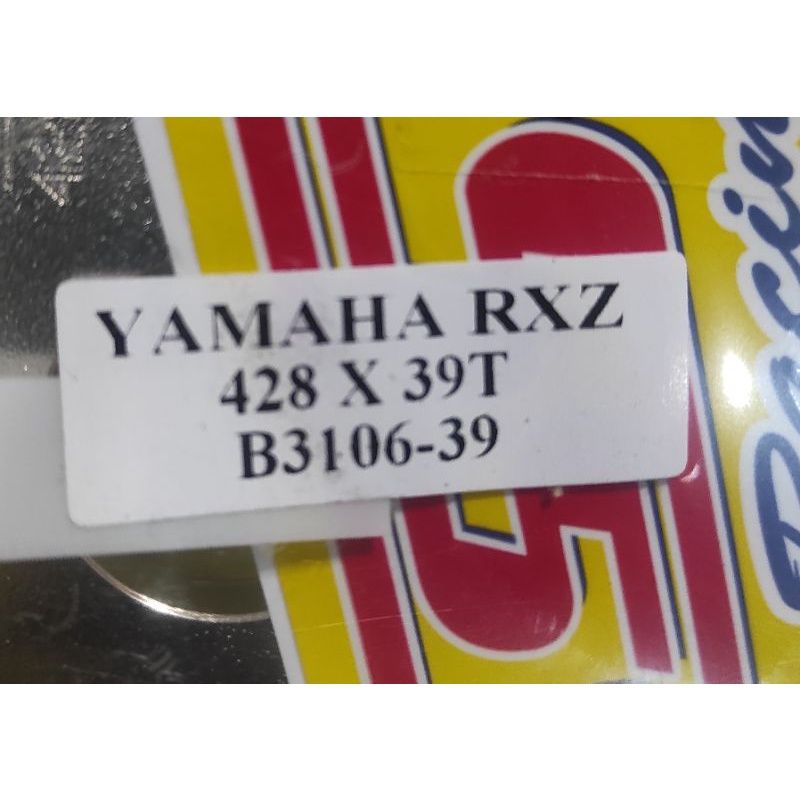 YAMAHA RXZ
428 X 39T
B3106-39